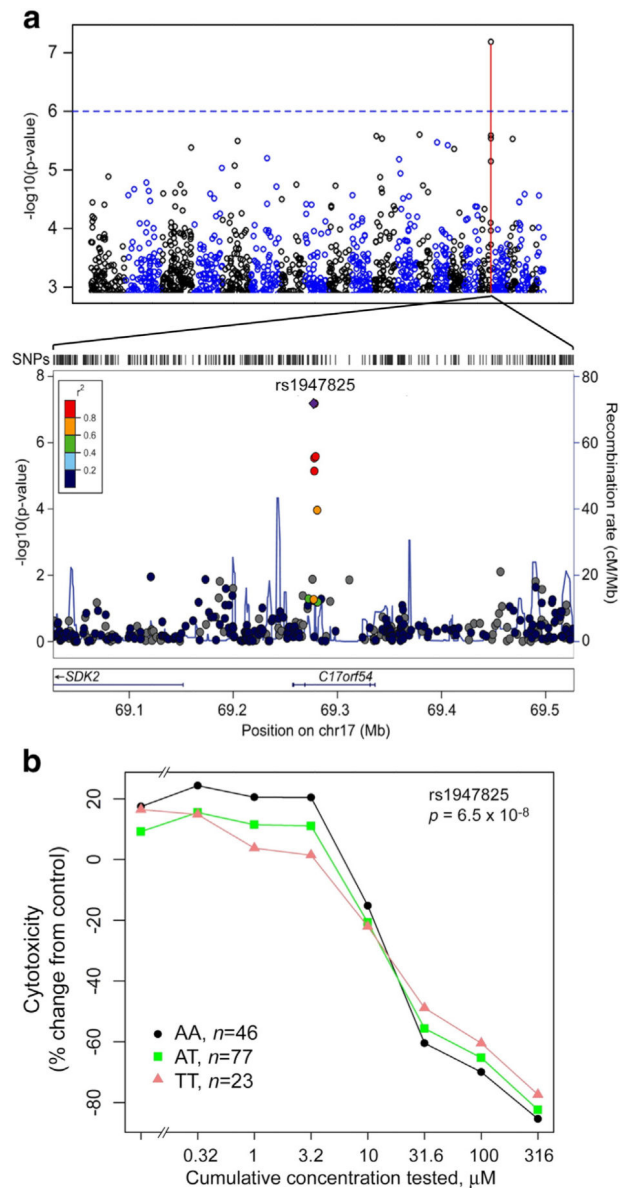 a
7
6
5
4
3
-log10(p-value)
SNPs
rs1947825
r²
0.8
0.6
0.4
0.2
8
6
4
2
0
-log10(p-value)
80
60
40
20
0
Recombination rate (cM/Mb)
←SDK2
C17orf54
69.1 69.2 69.3 69.4 69.5
Position on chr17 (Mb)
b
rs1947825
p = 6.5 x 10⁻⁸
20
0
-20
-40
-60
-80
Cytotoxicity
(% change from control)
AA, n=46
AT, n=77
TT, n=23
0.32 1 3.2 10 31.6 100 316
Cumulative concentration tested, µM